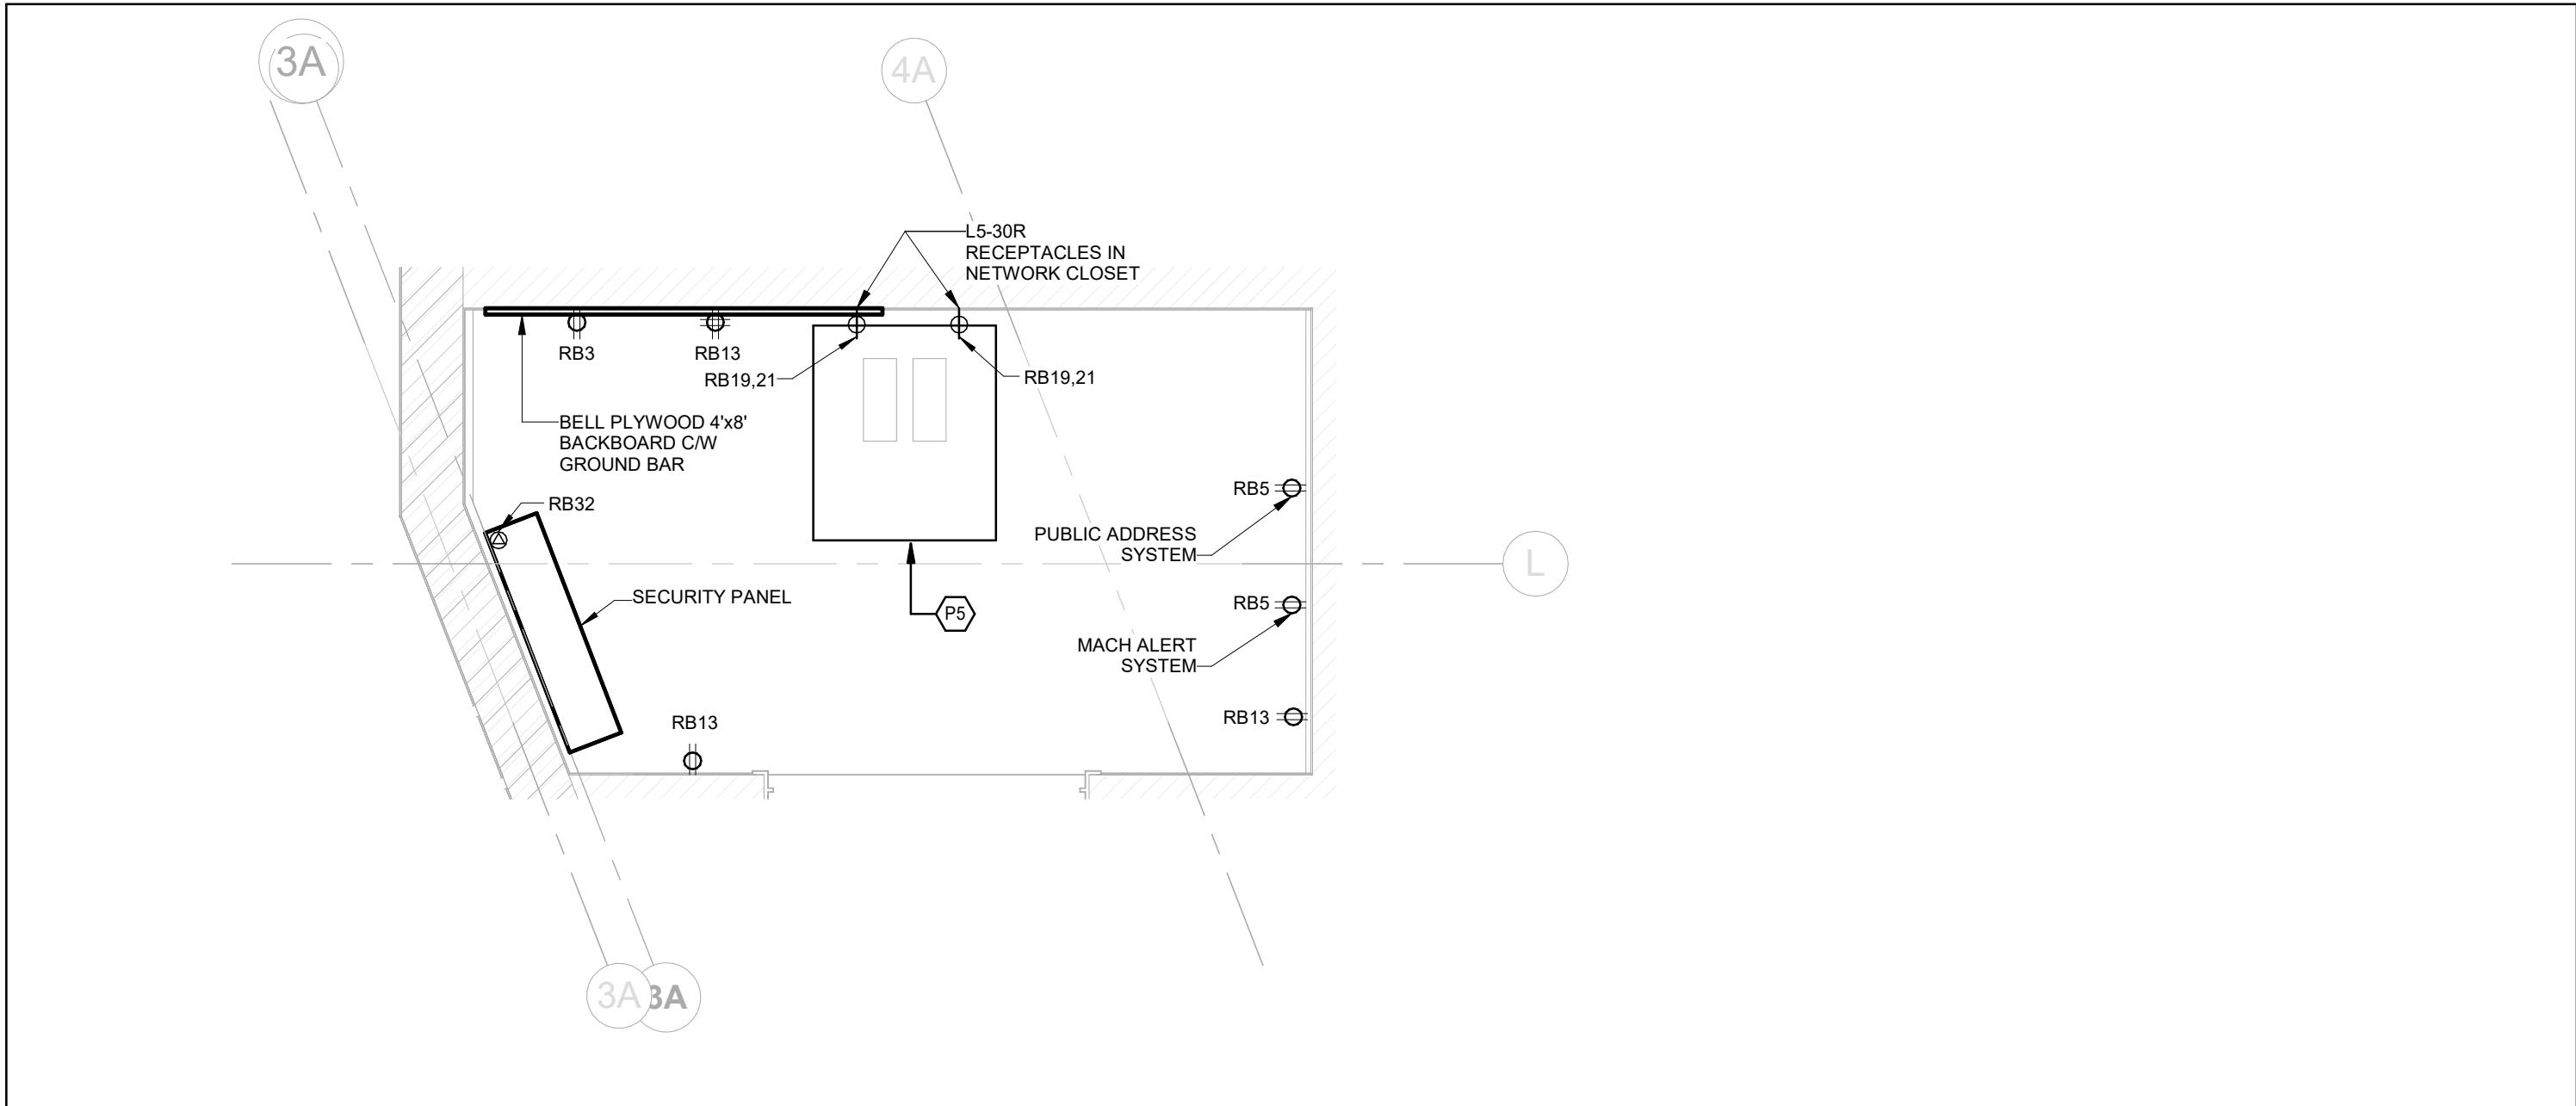 3A
4A
L5-30R
RECEPTACLES IN
NETWORK CLOSET
RB3
RB13
RB19,21
RB19,21
BELL PLYWOOD 4'x8'
BACKBOARD C/W
GROUND BAR
RB32
RB5
PUBLIC ADDRESS
SYSTEM
L
SECURITY PANEL
P5
RB5
MACH ALERT
SYSTEM
RB13
RB13
3A
3A